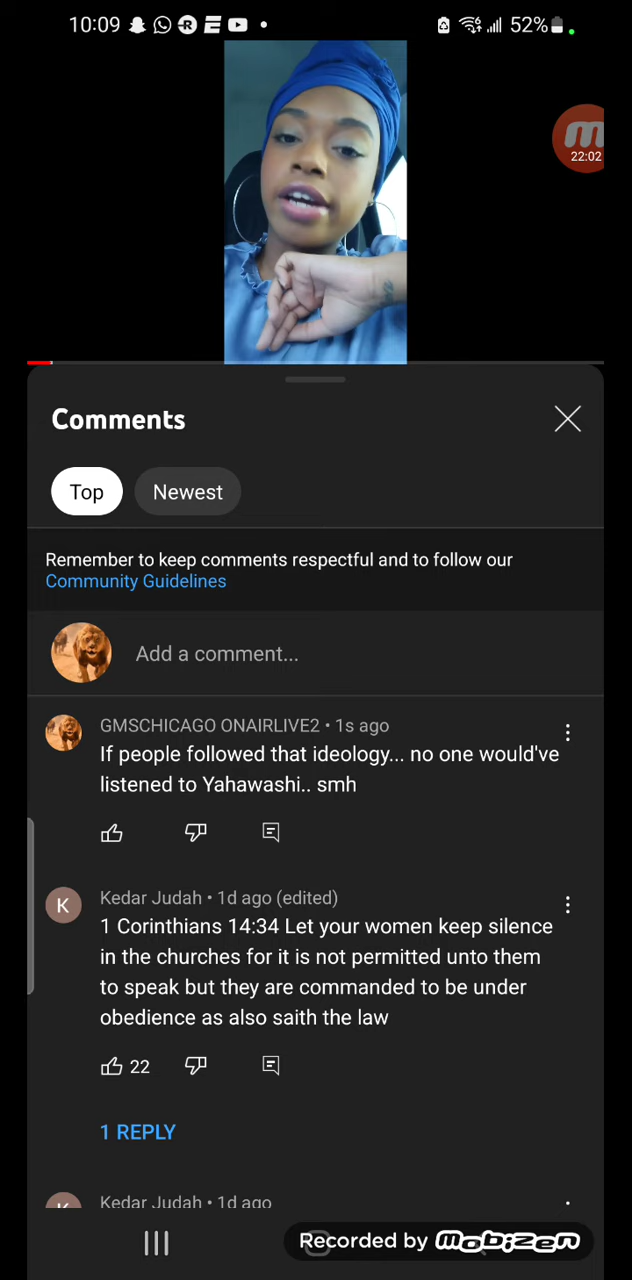 10:09
52%
22:02
Comments
Top
Newest
Remember to keep comments respectful and to follow our
Community Guidelines
Add a comment...
GMSCHICAGO ONAIRLIVE2 • 1s ago
If people followed that ideology... no one would've
listened to Yahawashi.. smh
K
Kedar Judah • 1d ago (edited)
1 Corinthians 14:34 Let your women keep silence
in the churches for it is not permitted unto them
to speak but they are commanded to be under
obedience as also saith the law
22
1 REPLY
Kedar Judah • 1d ago
Recorded by mobizen